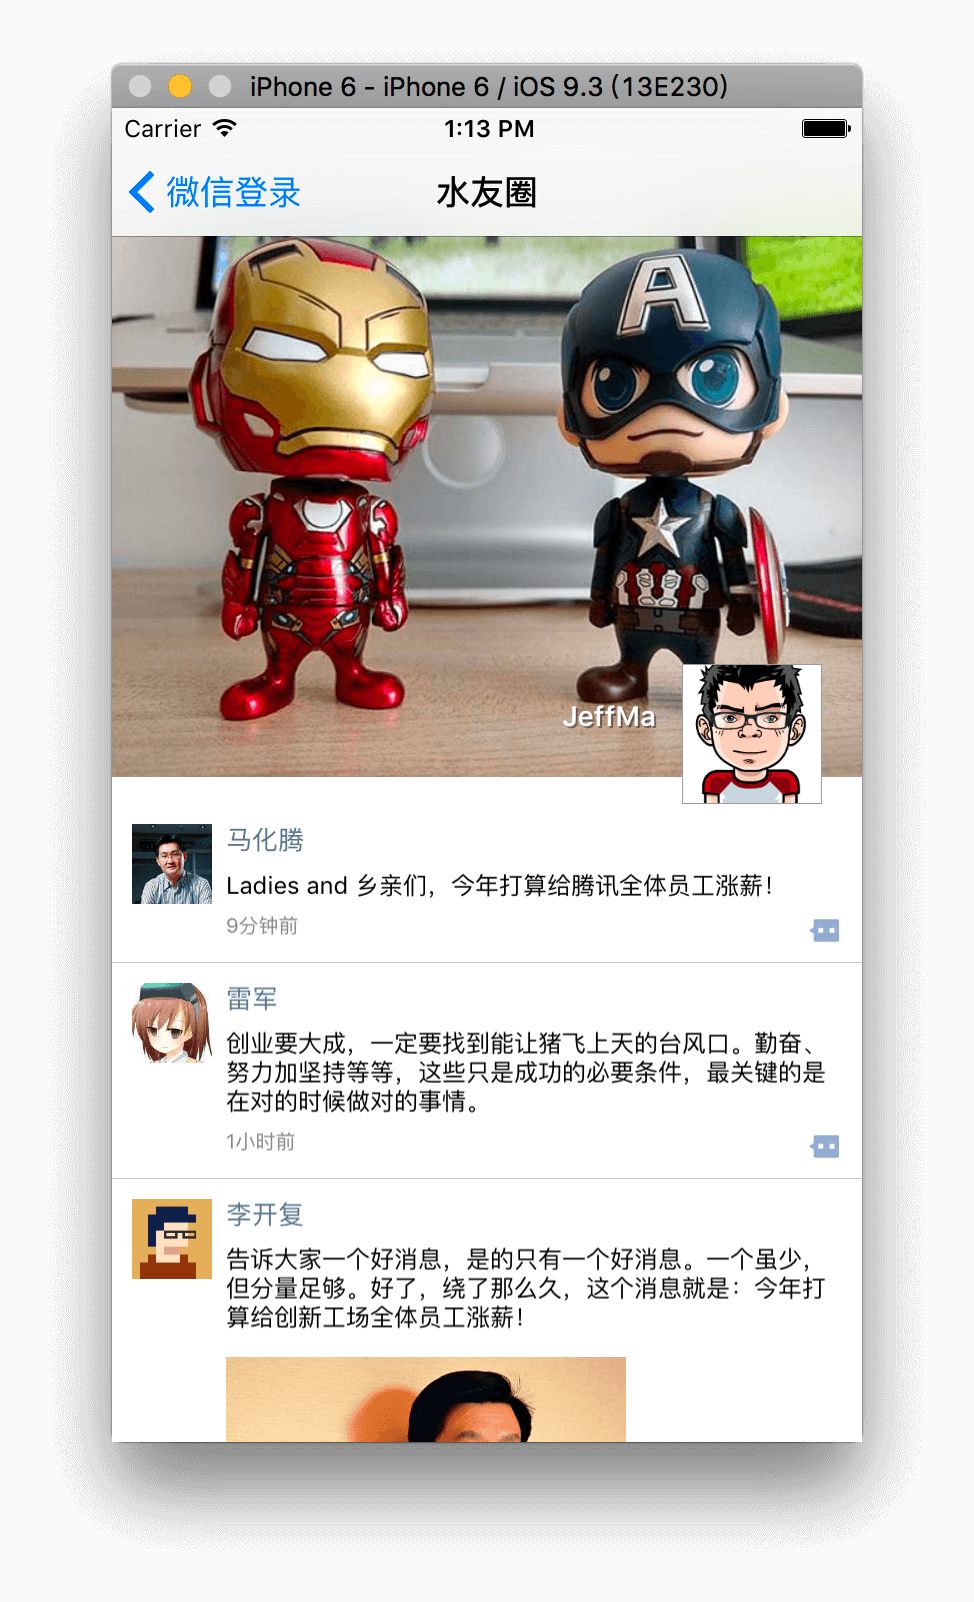 iPhone 6 - iPhone 6 / iOS 9.3 (13E230)
Carrier 1:13 PM
微信登录 水友圈
A
JeffMa
马化腾
Ladies and 乡亲们，今年打算给腾讯全体员工涨薪！
9分钟前
雷军
创业要大成，一定要找到能让猪飞上天的台风口。勤奋、
努力加坚持等等，这些只是成功的必要条件，最关键的是
在对的时候做对的事情。
1小时前
李开复
告诉大家一个好消息，是的只有一个好消息。一个虽少，
但分量足够。好了，绕了那么久，这个消息就是：今年打
算给创新工场全体员工涨薪！